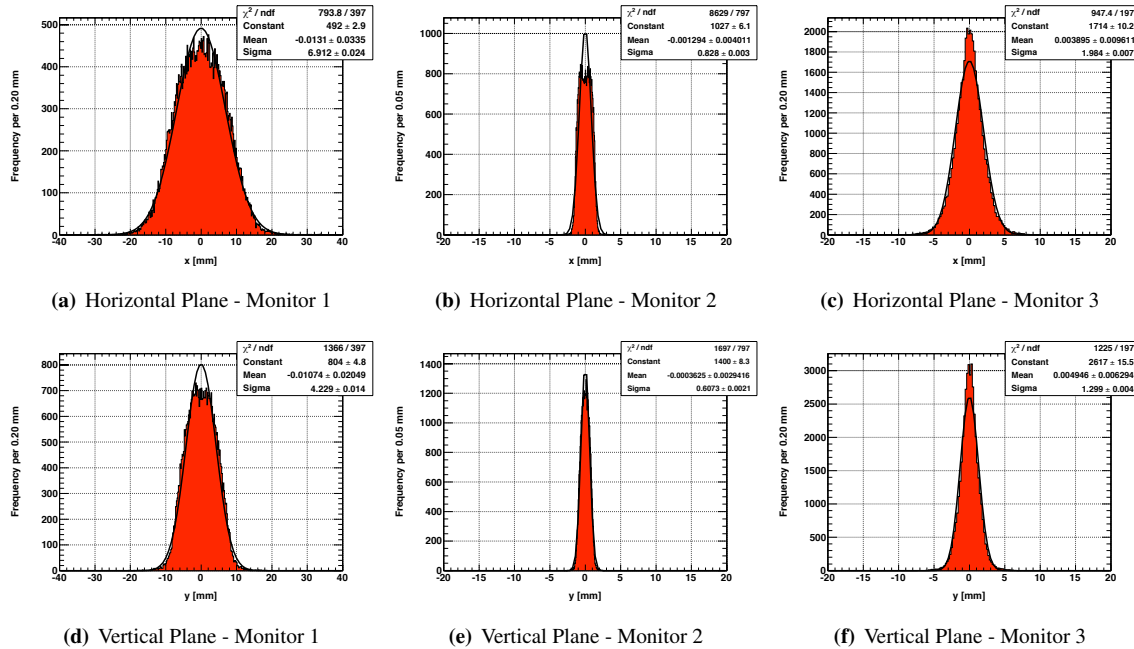 χ² / ndf 793.8 / 397
Constant 492 ± 2.9
Mean -0.0131 ± 0.0335
Sigma 6.912 ± 0.024
Frequency per 0.20 mm
500
400
300
200
100
0
-40 -30 -20 -10 0 10 20 30 40
x [mm]
(a) Horizontal Plane - Monitor 1
χ² / ndf 8629 / 797
Constant 1027 ± 6.1
Mean -0.001294 ± 0.004011
Sigma 0.828 ± 0.003
Frequency per 0.05 mm
1000
800
600
400
200
0
-20 -15 -10 -5 0 5 10 15 20
x [mm]
(b) Horizontal Plane - Monitor 2
χ² / ndf 947.4 / 197
Constant 1714 ± 10.2
Mean 0.003895 ± 0.009611
Sigma 1.984 ± 0.007
Frequency per 0.20 mm
2000
1800
1600
1400
1200
1000
800
600
400
200
0
-20 -15 -10 -5 0 5 10 15 20
x [mm]
(c) Horizontal Plane - Monitor 3
χ² / ndf 1366 / 397
Constant 804 ± 4.8
Mean -0.01074 ± 0.02049
Sigma 4.229 ± 0.014
Frequency per 0.20 mm
800
700
600
500
400
300
200
100
0
-40 -30 -20 -10 0 10 20 30 40
y [mm]
(d) Vertical Plane - Monitor 1
χ² / ndf 1697 / 797
Constant 1400 ± 8.3
Mean -0.0003625 ± 0.0029416
Sigma 0.6073 ± 0.0021
Frequency per 0.05 mm
1400
1200
1000
800
600
400
200
0
-20 -15 -10 -5 0 5 10 15 20
y [mm]
(e) Vertical Plane - Monitor 2
χ² / ndf 1225 / 197
Constant 2617 ± 15.5
Mean 0.004946 ± 0.006294
Sigma 1.299 ± 0.004
Frequency per 0.20 mm
3000
2500
2000
1500
1000
500
0
-20 -15 -10 -5 0 5 10 15 20
y [mm]
(f) Vertical Plane - Monitor 3